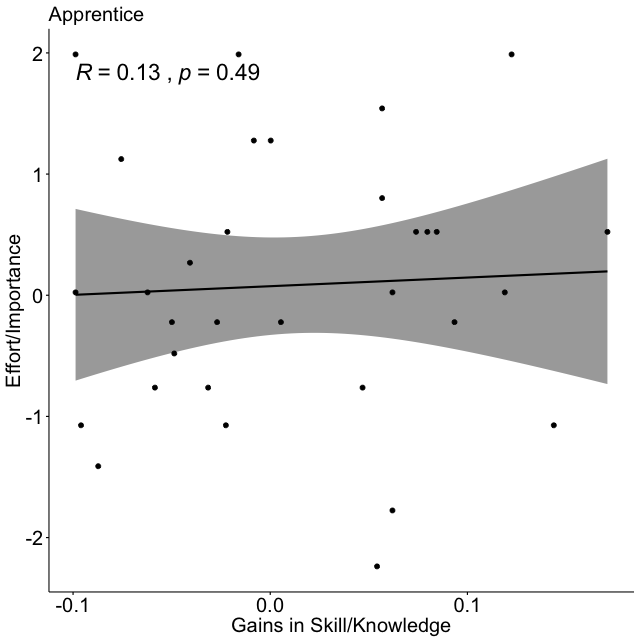 Apprentice
R = 0.13 , p = 0.49
Effort/Importance
2
1
0
-1
-2
-0.1 0.0 0.1
Gains in Skill/Knowledge